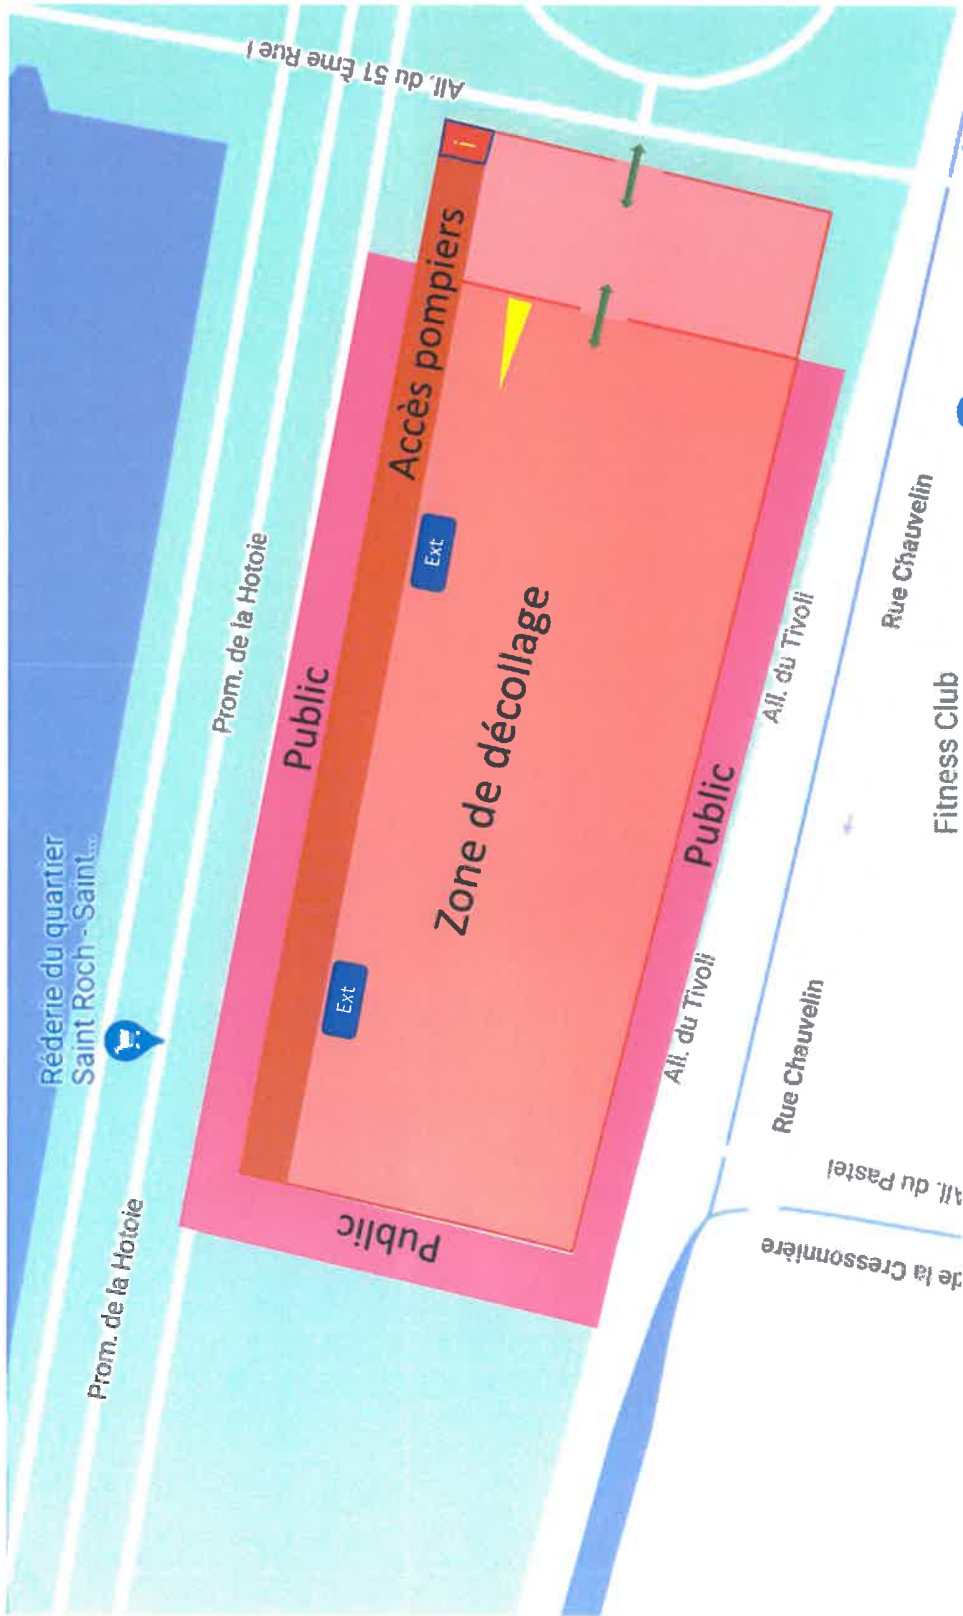 All. du 51 Ème Rue I
Réderie du quartier
Saint Roch - Saint...
Prom. de la Hotoie
Prom. de la Hotoie
i
Accès pompiers
Public
Ext
Ext
Zone de décollage
Public
Public
All. du Tivoli
All. du Tivoli
Rue Chauvelin
Rue Chauvelin
Fitness Club
All. du Pastel
de la Cressonnière